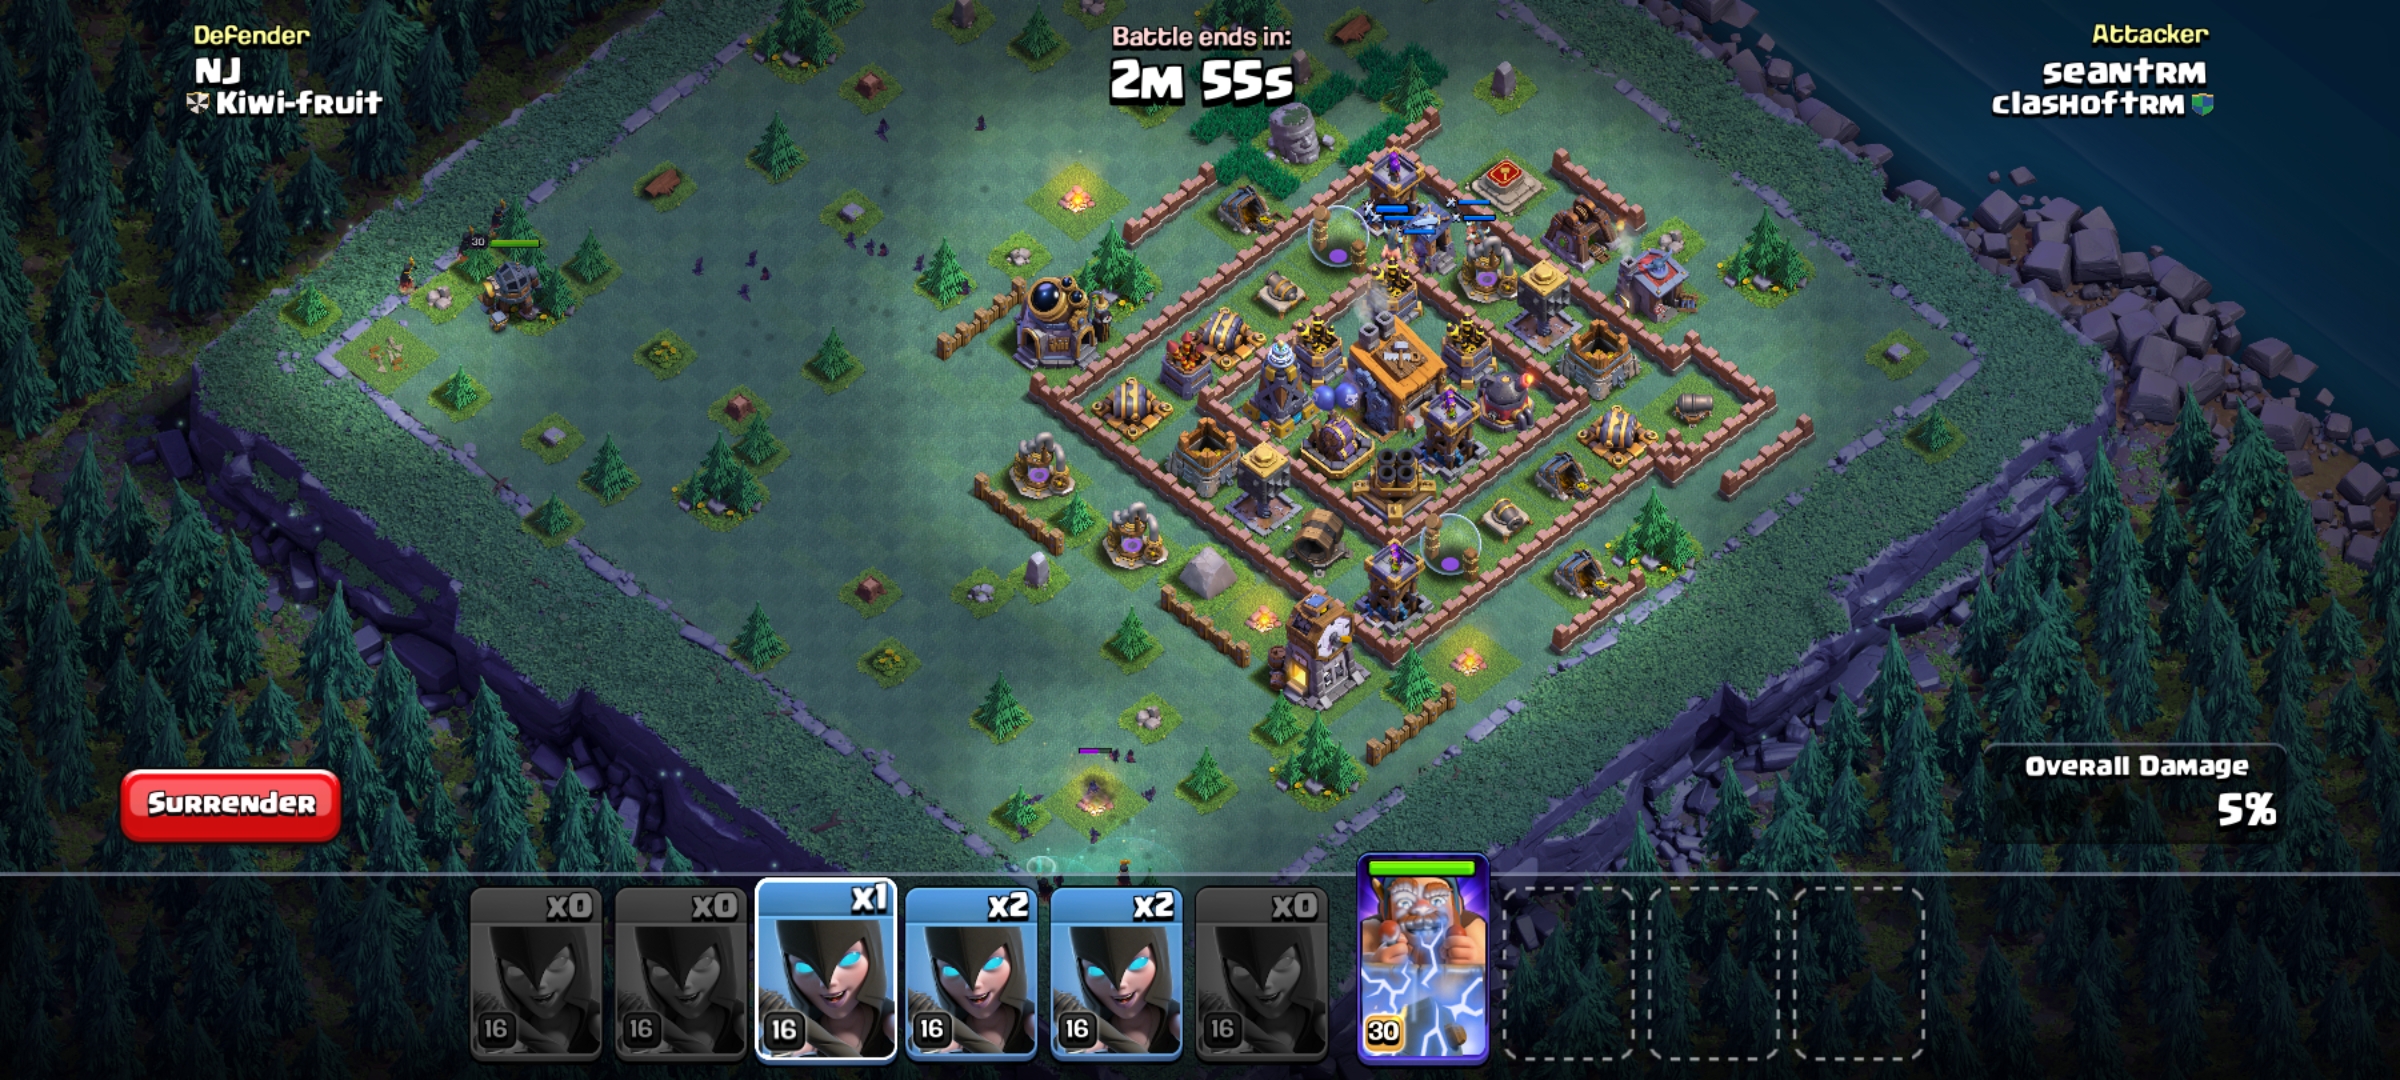 Defender
NJ
Kiwi-fruit
Battle ends in:
2M 55s
Attacker
seantRM
clashoftRM
30
Surrender
Overall Damage
5%
x0
x0
x1
x2
x2
x0
16
16
16
16
16
16
30